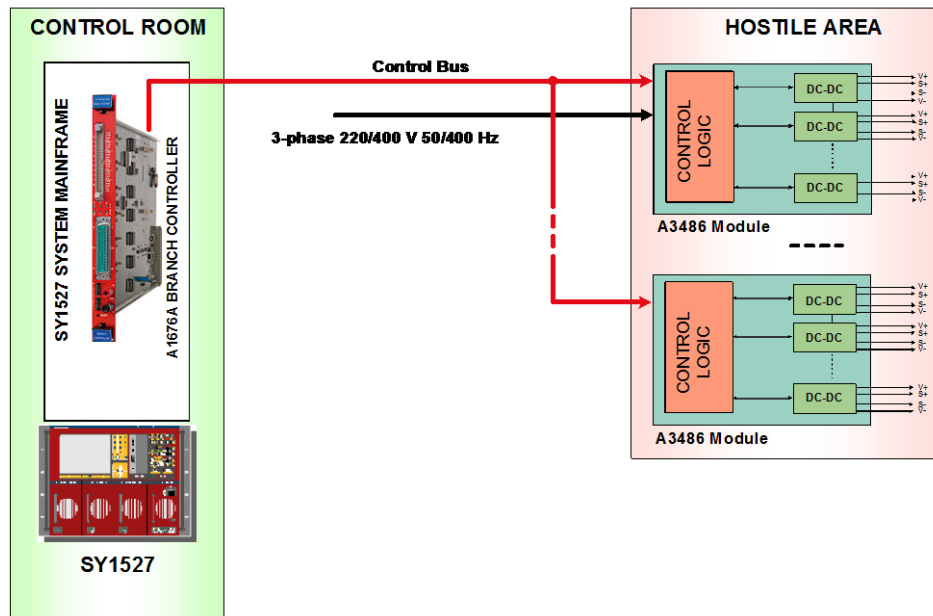 CONTROL ROOM
SY1527 SYSTEM MAINFRAME
A1676A BRANCH CONTROLLER
SY1527
Control Bus
3-phase 220/400 V 50/400 Hz
HOSTILE AREA
CONTROL
LOGIC
DC-DC
V+
S+
S-
V-
DC-DC
V+
S+
S-
V-
DC-DC
V+
S+
S-
V-
A3486 Module
CONTROL
LOGIC
DC-DC
V+
S+
S-
V-
DC-DC
V+
S+
S-
V-
DC-DC
V+
S+
S-
V-
A3486 Module